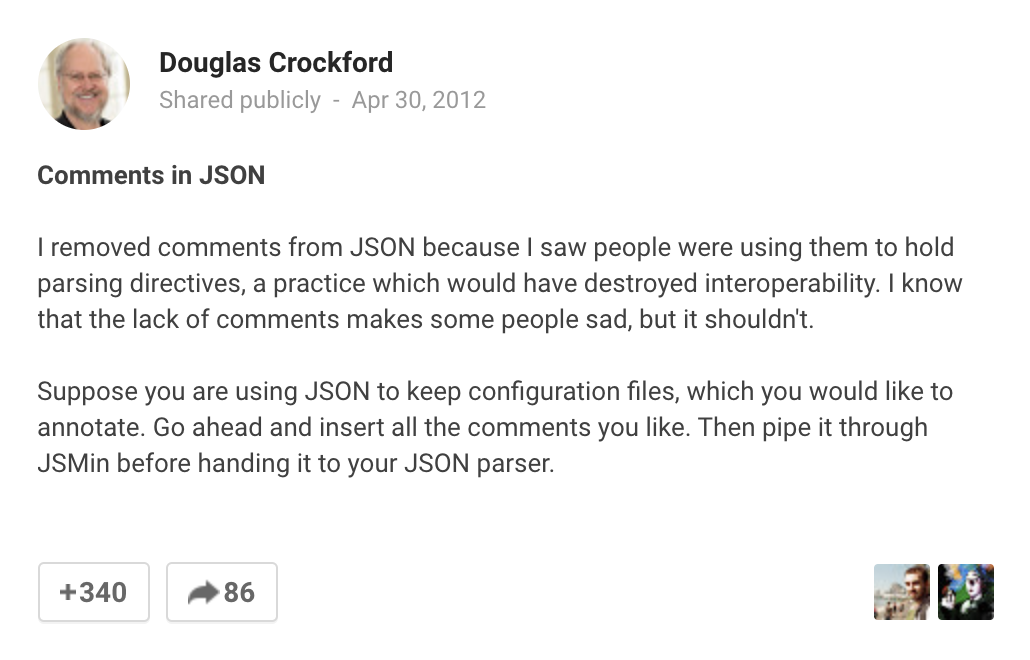 Douglas Crockford
Shared publicly - Apr 30, 2012
Comments in JSON
I removed comments from JSON because I saw people were using them to hold
parsing directives, a practice which would have destroyed interoperability. I know
that the lack of comments makes some people sad, but it shouldn't.
Suppose you are using JSON to keep configuration files, which you would like to
annotate. Go ahead and insert all the comments you like. Then pipe it through
JSMin before handing it to your JSON parser.
+340
86